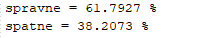 spravne = 61.7927 %
spatne = 38.2073 %